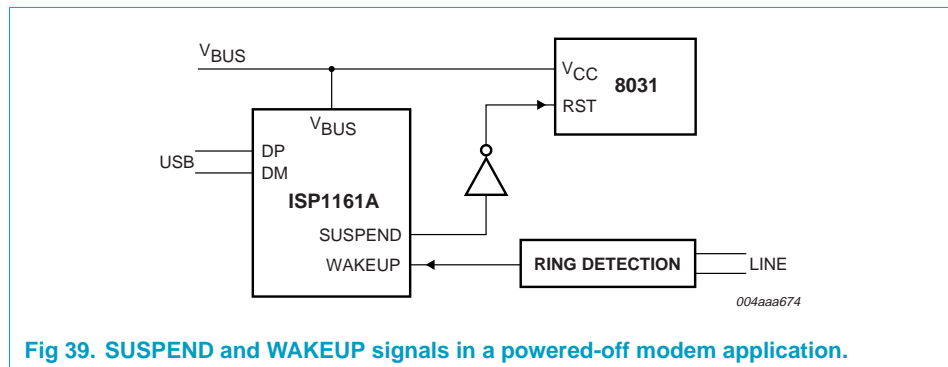 VBUS
VCC
8031
RST
VBUS
DP
USB
DM
ISP1161A
SUSPEND
WAKEUP
RING DETECTION
LINE
004aaa674
Fig 39. SUSPEND and WAKEUP signals in a powered-off modem application.